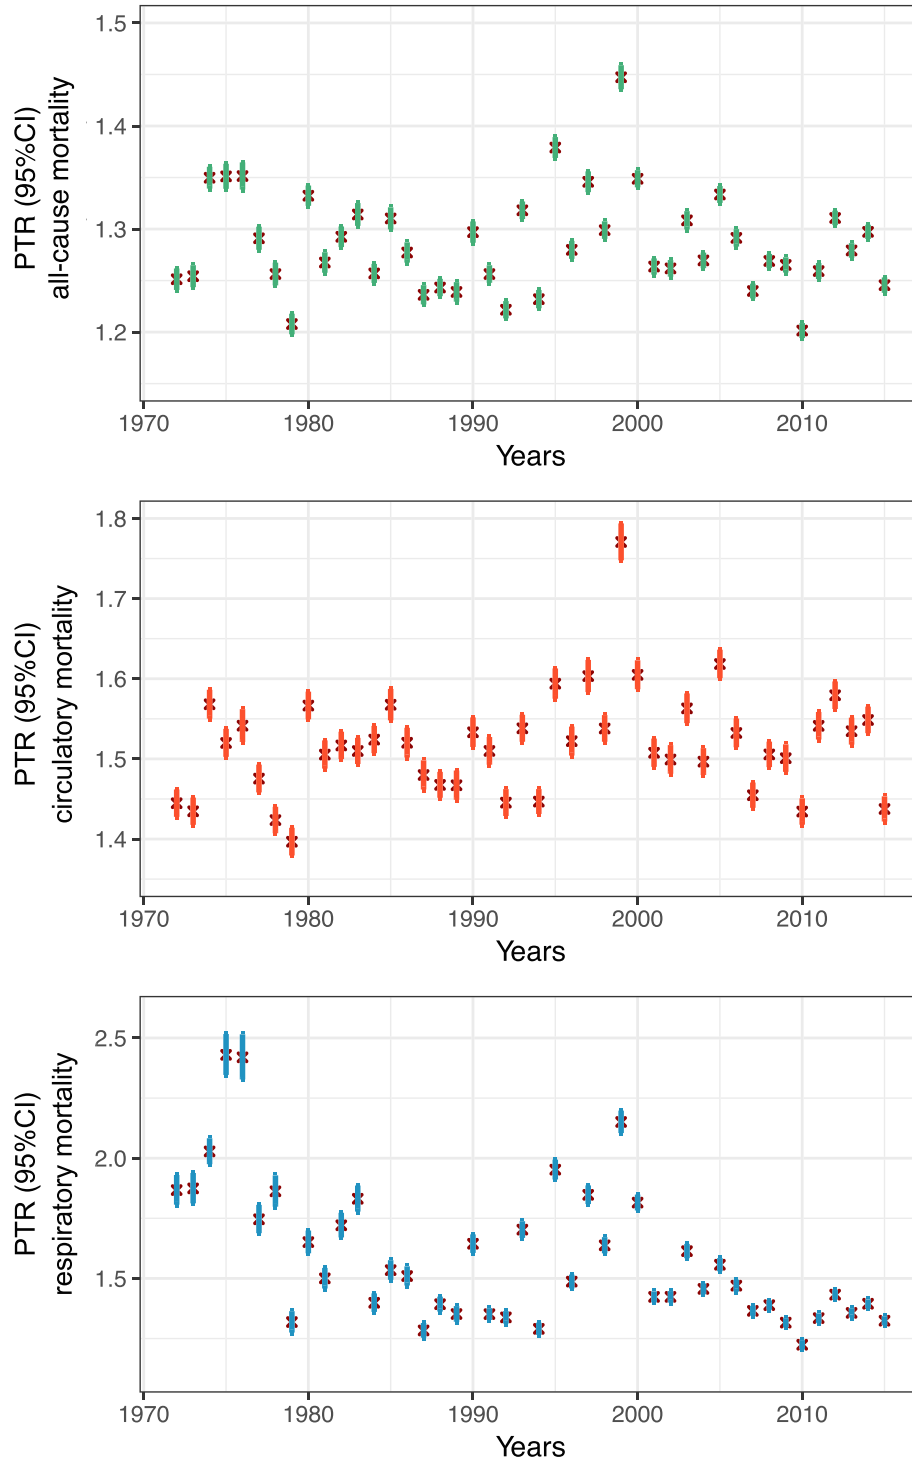 PTR (95%CI)
all-cause mortality
1.5
1.4
1.3
1.2
1970 1980 1990 2000 2010
Years
PTR (95%CI)
circulatory mortality
1.8
1.7
1.6
1.5
1.4
1970 1980 1990 2000 2010
Years
PTR (95%CI)
respiratory mortality
2.5
2.0
1.5
1970 1980 1990 2000 2010
Years